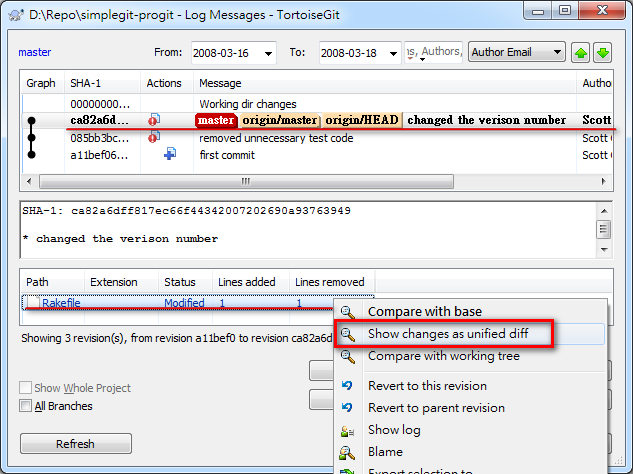 D:\Repo\simplegit-progit - Log Messages - TortoiseGit
master From: 2008-03-16 To: 2008-03-18 Authors, Author Email
Graph SHA-1 Actions Message Autho
00000000... Working dir changes
ca82a6d... master origin/master origin/HEAD changed the verison number Scott
085bb3bc... removed unnecessary test code Scott
a11bef06... first commit Scott
SHA-1: ca82a6dff817ec66f44342007202690a93763949
* changed the verison number
Path Extension Status Lines added Lines removed
Rakefile Modified 1 1
Compare with base
Show changes as unified diff
Compare with working tree
Revert to this revision
Revert to parent revision
Show log
Blame
Export selection to
Showing 3 revision(s), from revision a11bef0 to revision ca82a6d
Show Whole Project
All Branches
Refresh